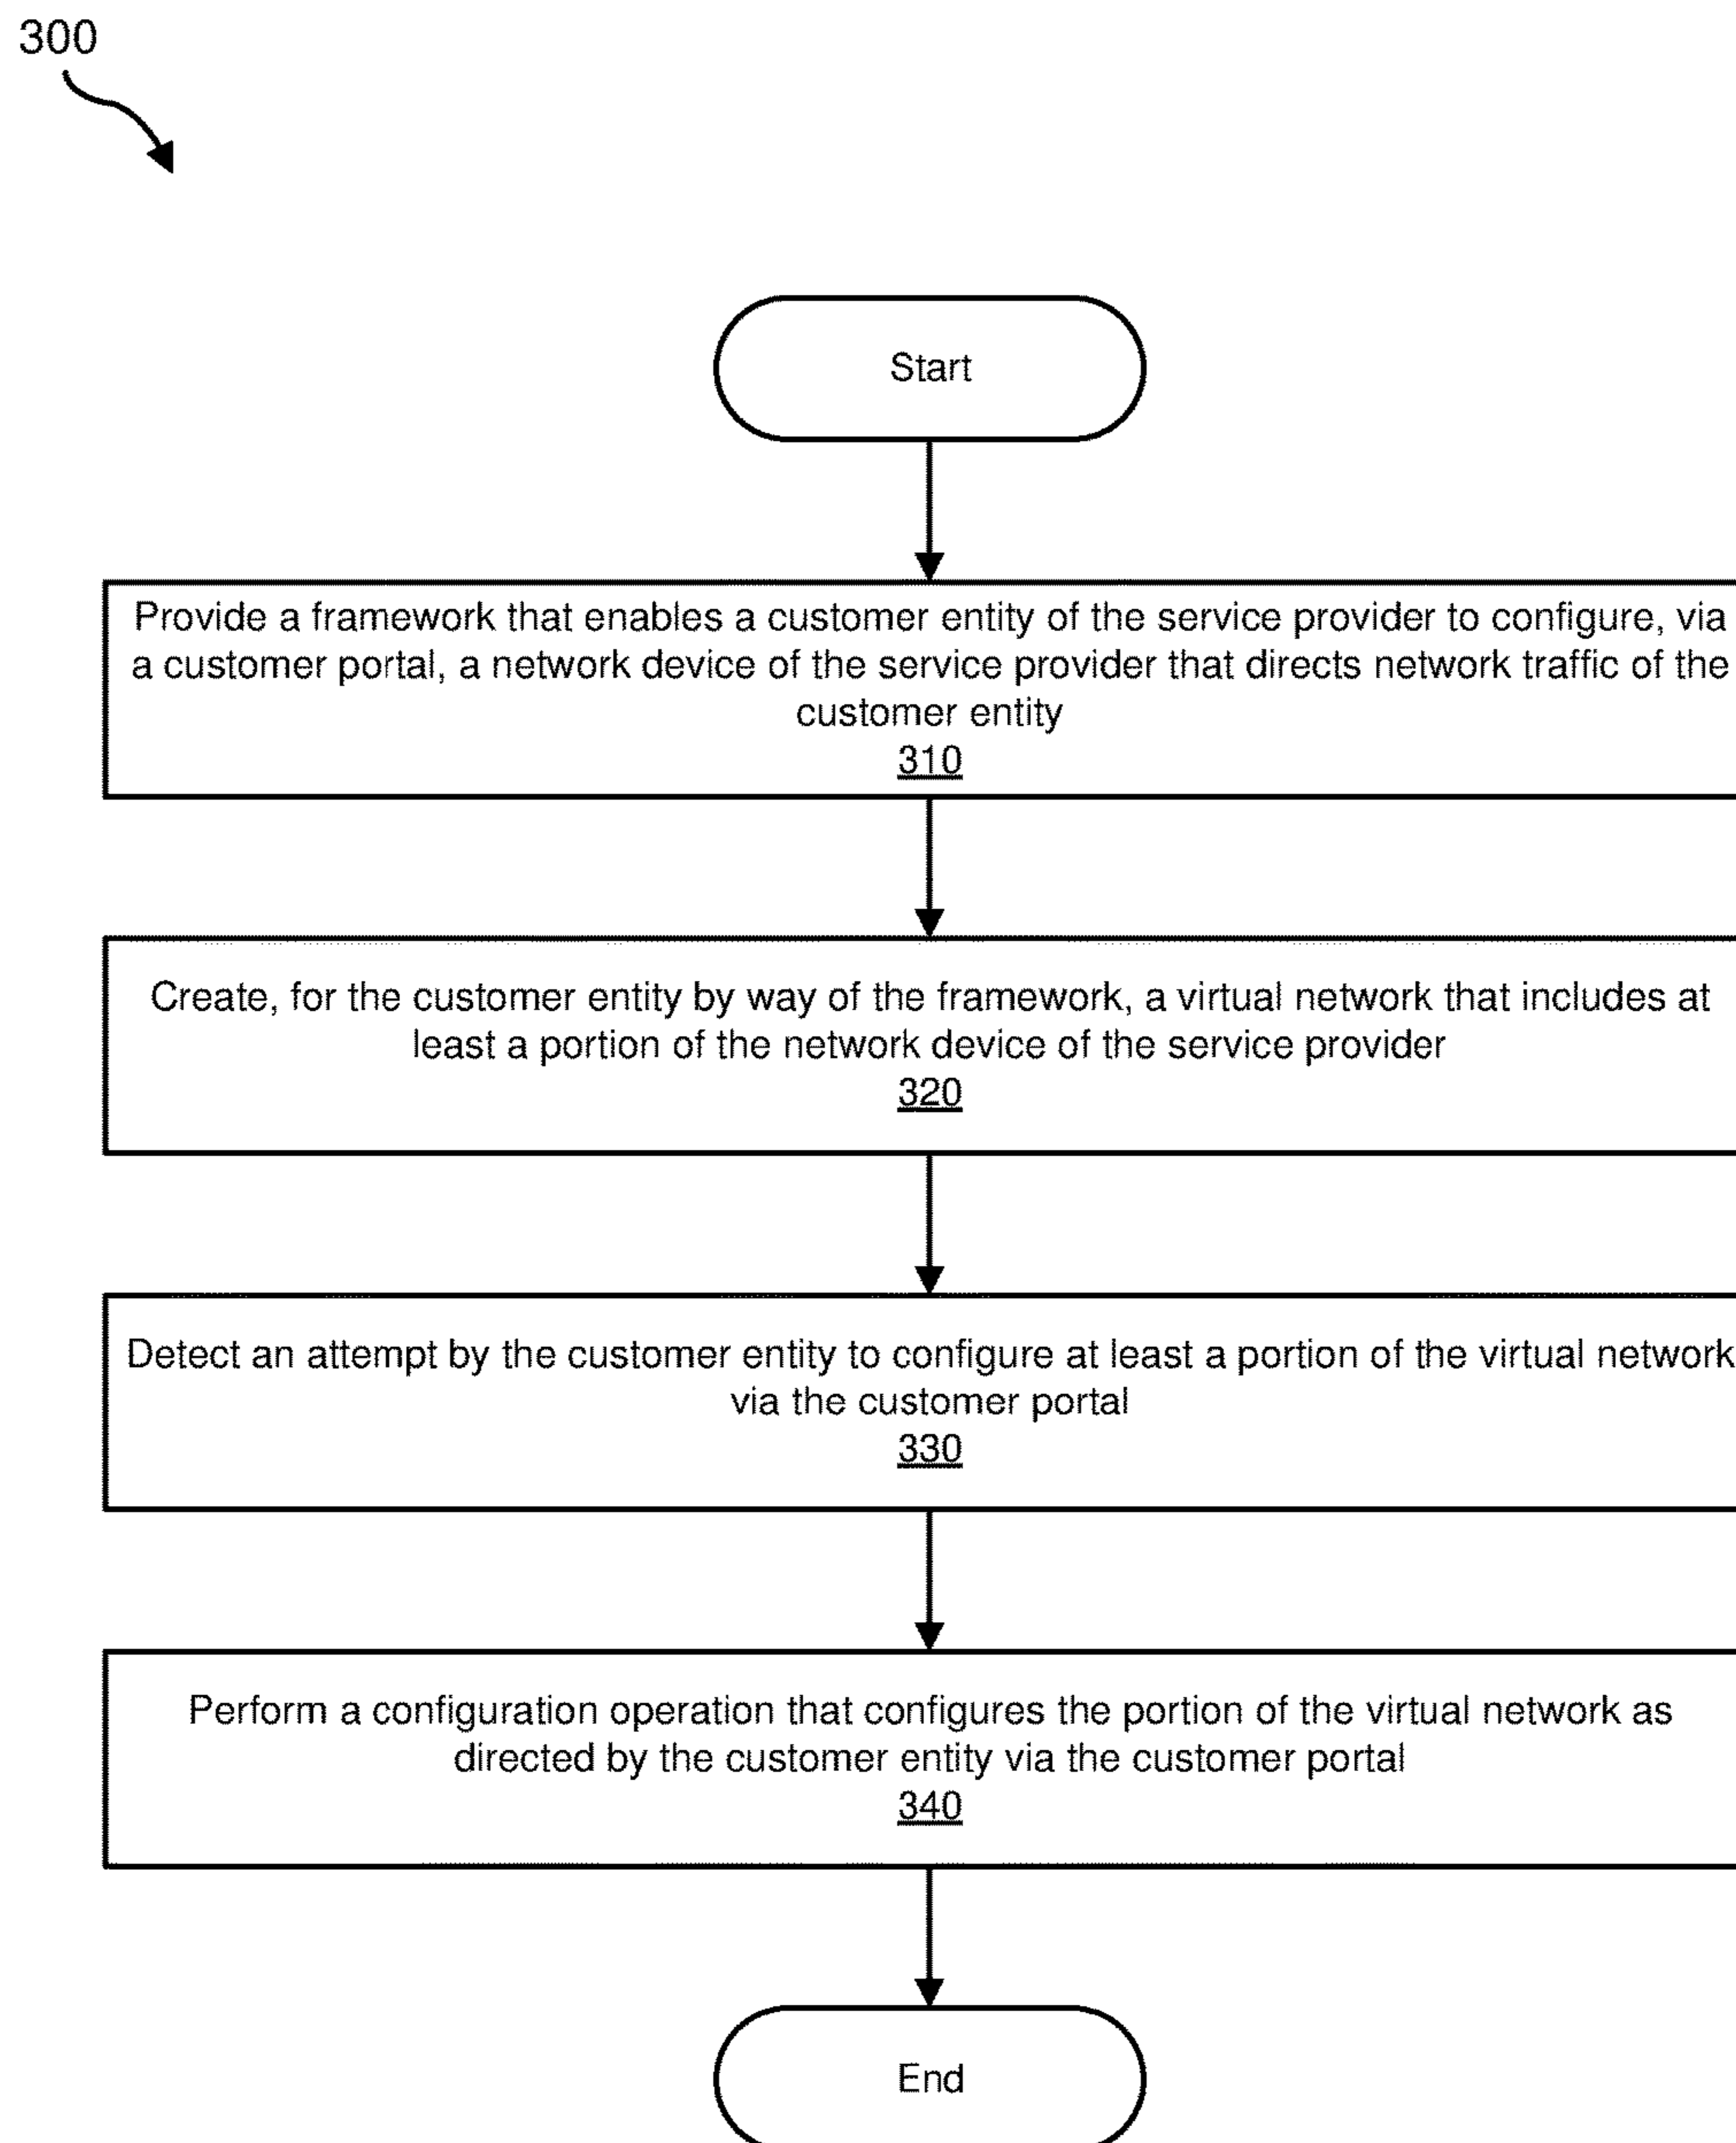 300
Start
Provide a framework that enables a customer entity of the service provider to configure, via
a customer portal, a network device of the service provider that directs network traffic of the
customer entity
310
Create, for the customer entity by way of the framework, a virtual network that includes at
least a portion of the network device of the service provider
320
Detect an attempt by the customer entity to configure at least a portion of the virtual network
via the customer portal
330
Perform a configuration operation that configures the portion of the virtual network as
directed by the customer entity via the customer portal
340
End